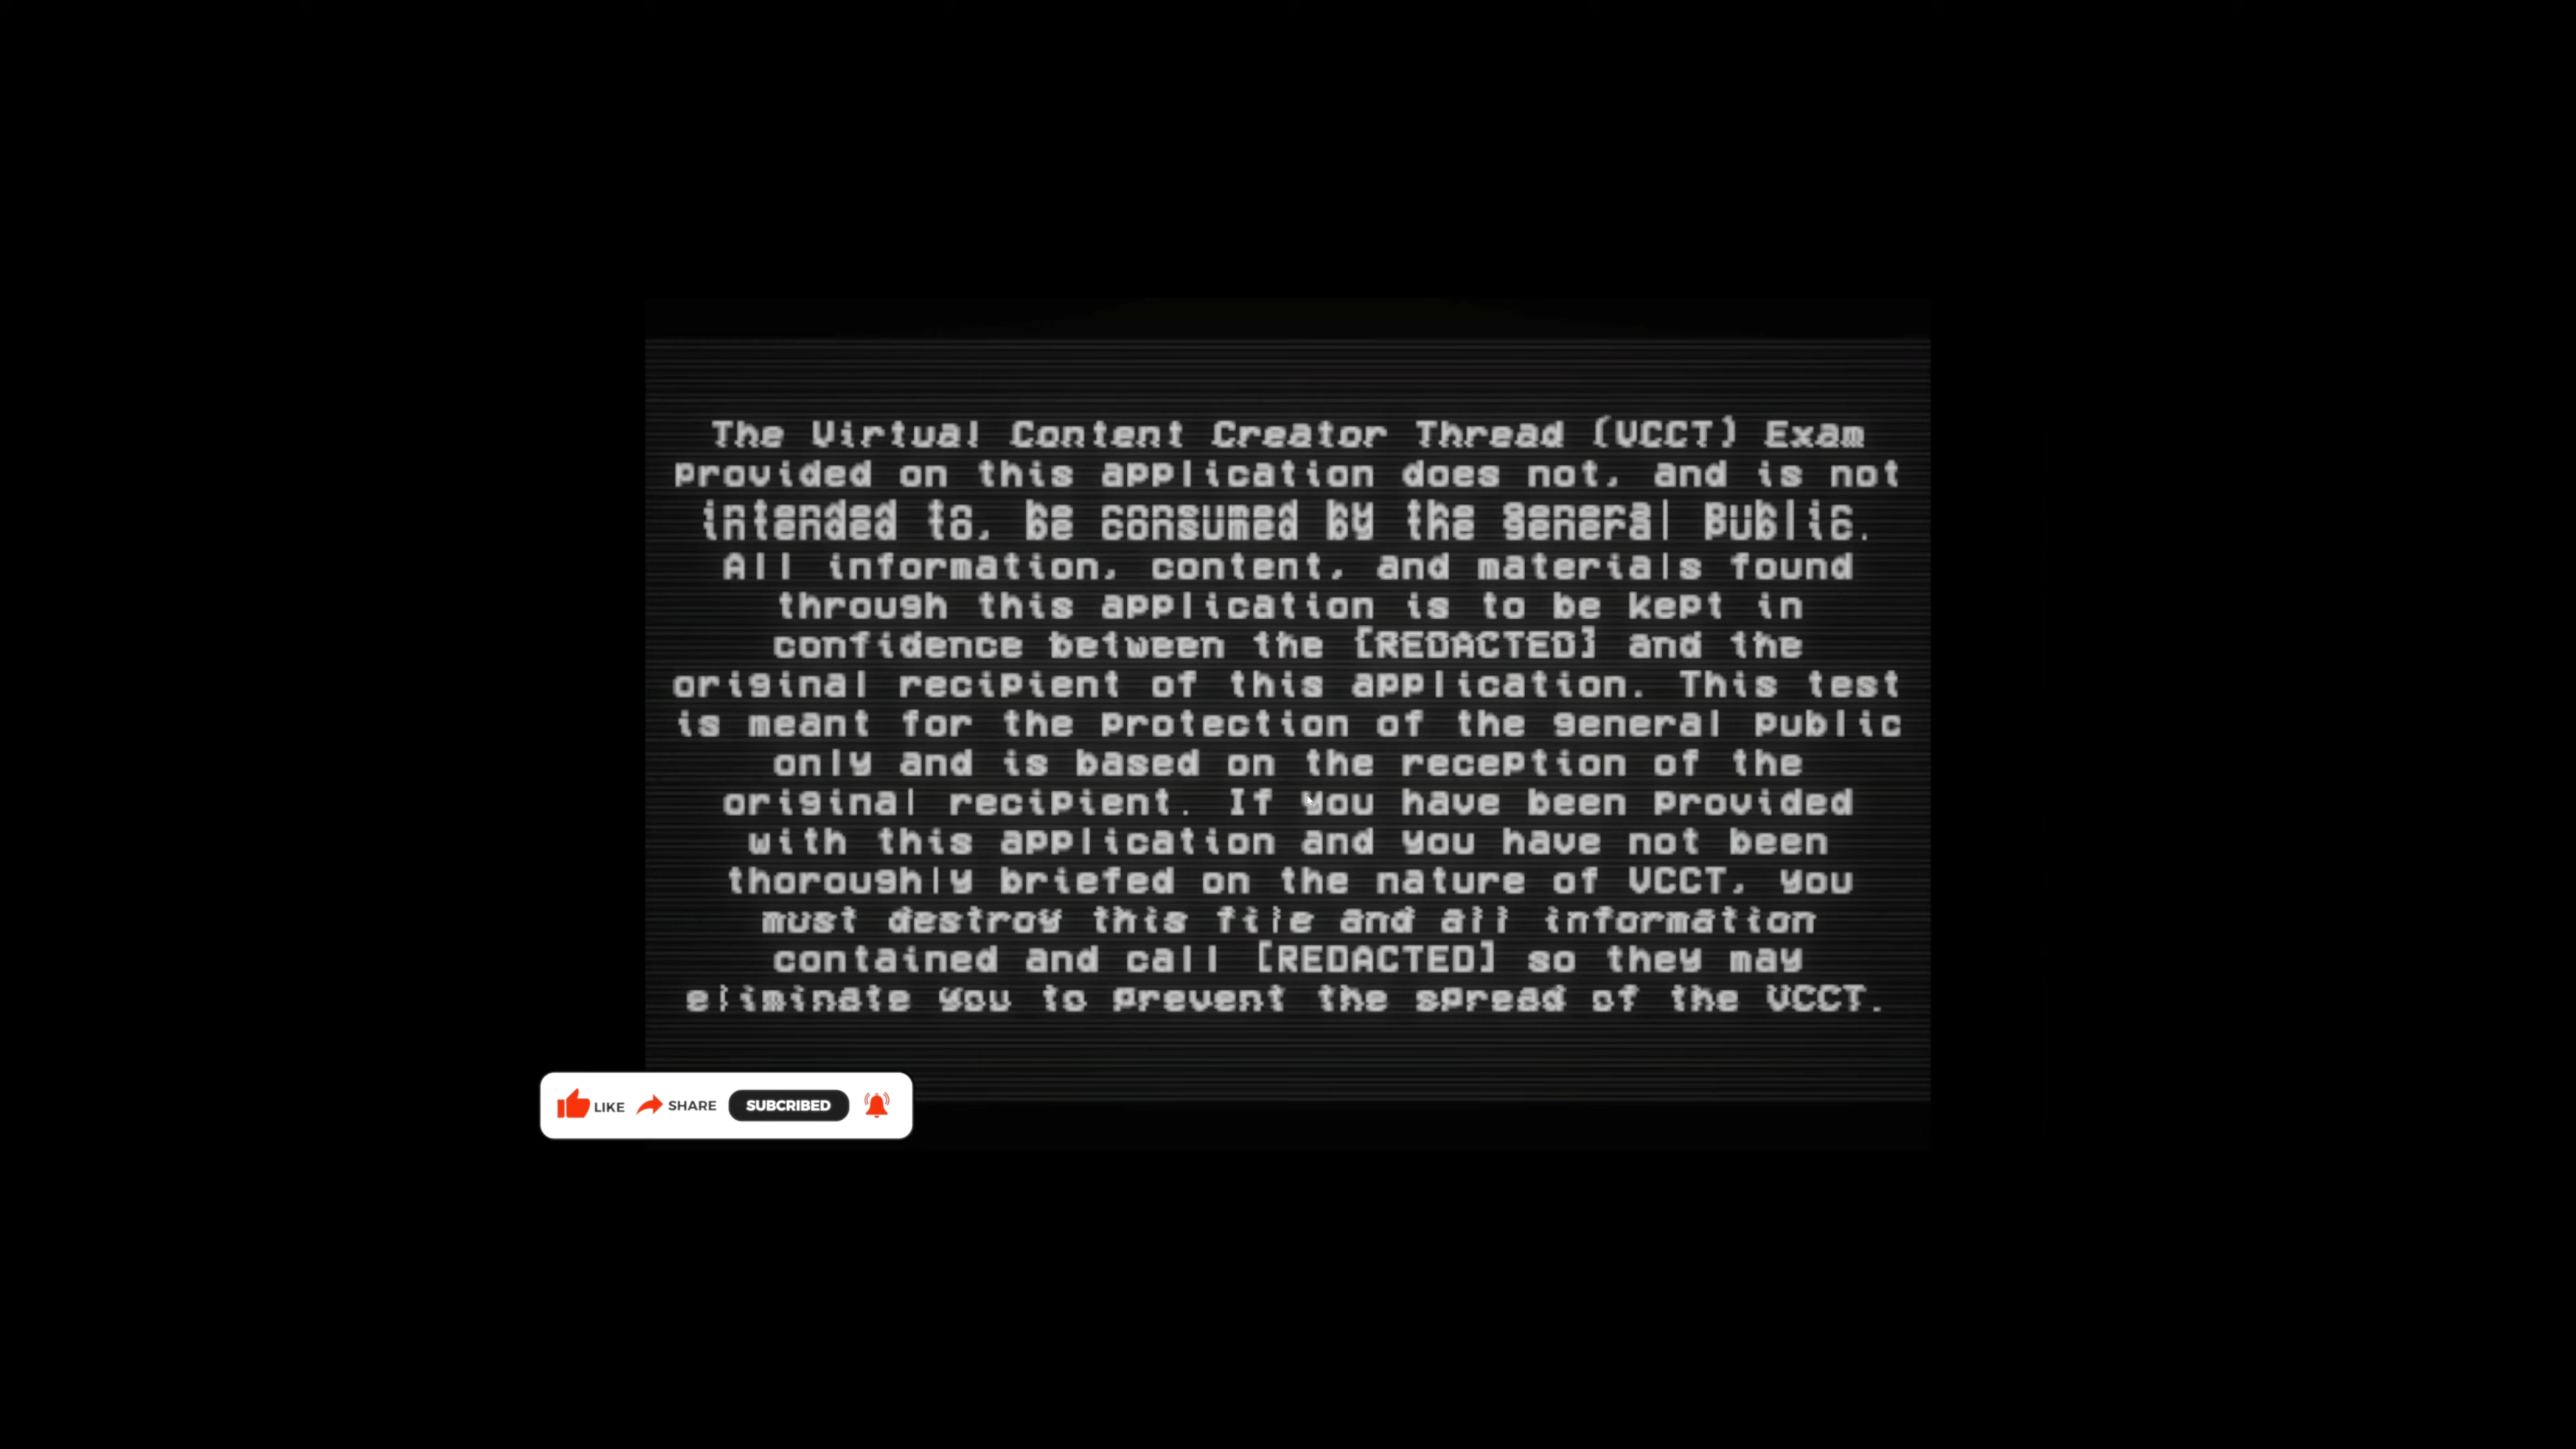 The Virtual Content Creator Thread (VCCT) Exam
provided on this application does not, and is not
intended to, be consumed by the general public.
All information, content, and materials found
through this application is to be kept in
confidence between the [REDACTED] and the
original recipient of this application. This test
is meant for the protection of the general public
only and is based on the reception of the
original recipient. If you have been provided
with this application and you have not been
thoroughly briefed on the nature of VCCT, you
must destroy this file and all information
contained and call [REDACTED] so they may
eliminate you to prevent the spread of the VCCT.
LIKE SHARE SUBCRIBED